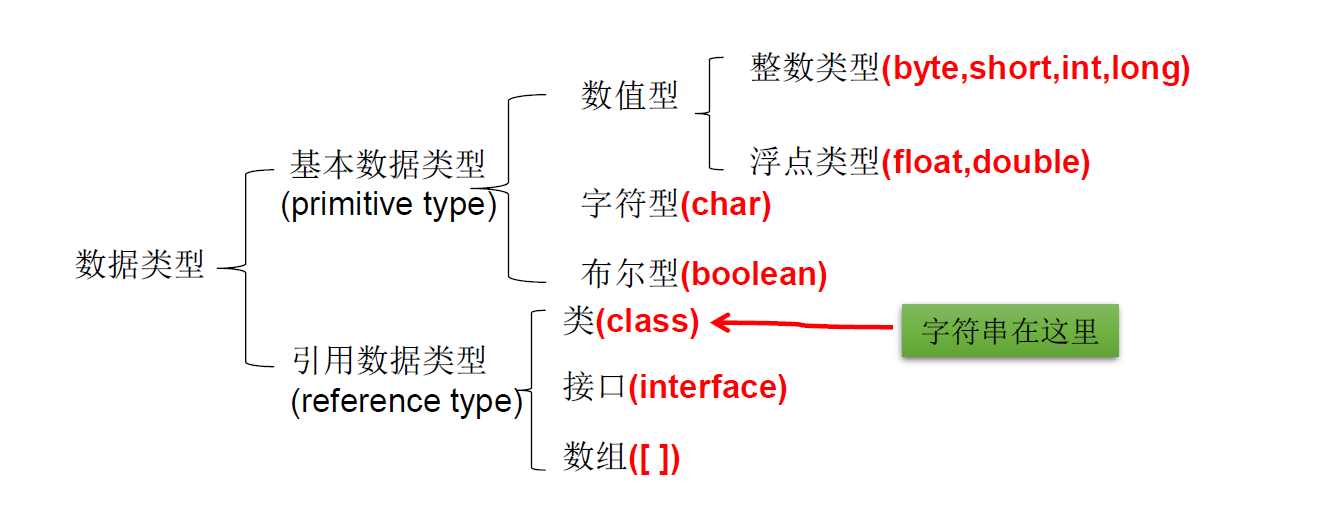 数据类型
基本数据类型
(primitive type)
数值型
整数类型(byte,short,int,long)
浮点类型(float,double)
字符型(char)
布尔型(boolean)
引用数据类型
(reference type)
类(class)
字符串在这里
接口(interface)
数组([ ])